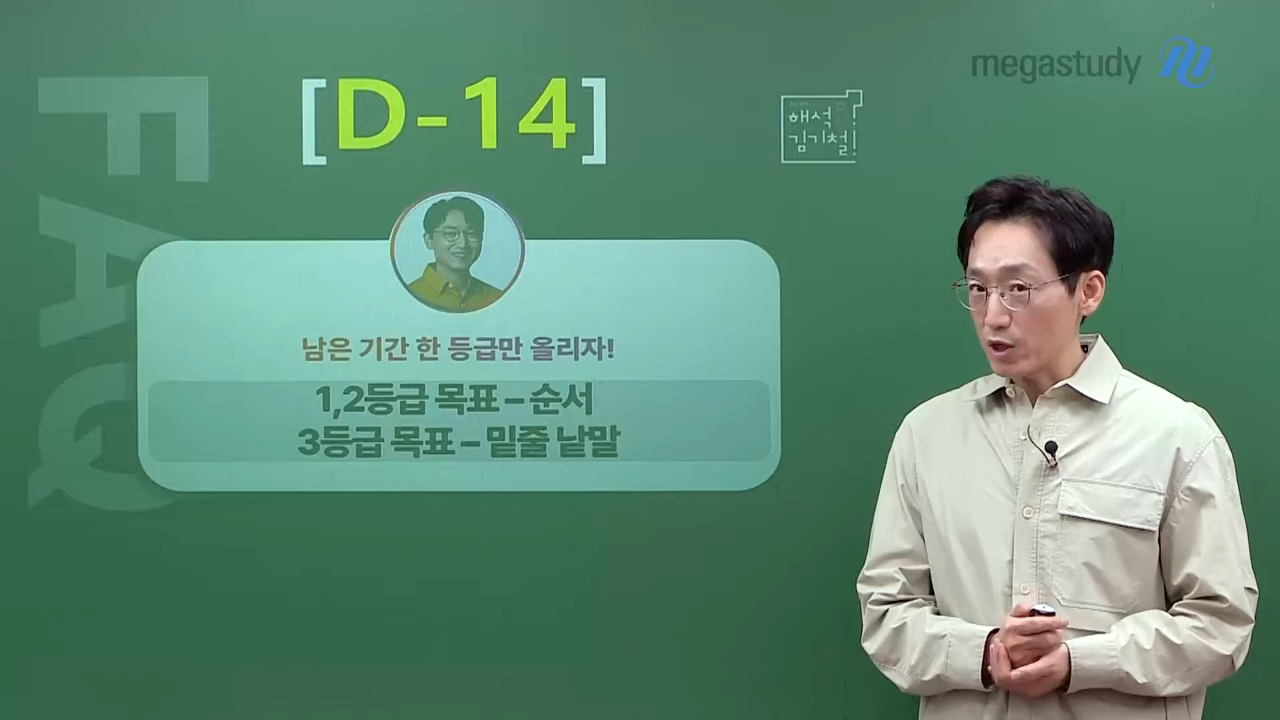 FAQ
[D-14]
megastudy
해석
김기철!
남은 기간 한 등급만 올리자!
1,2등급 목표 – 순서
3등급 목표 – 밑줄 낱말